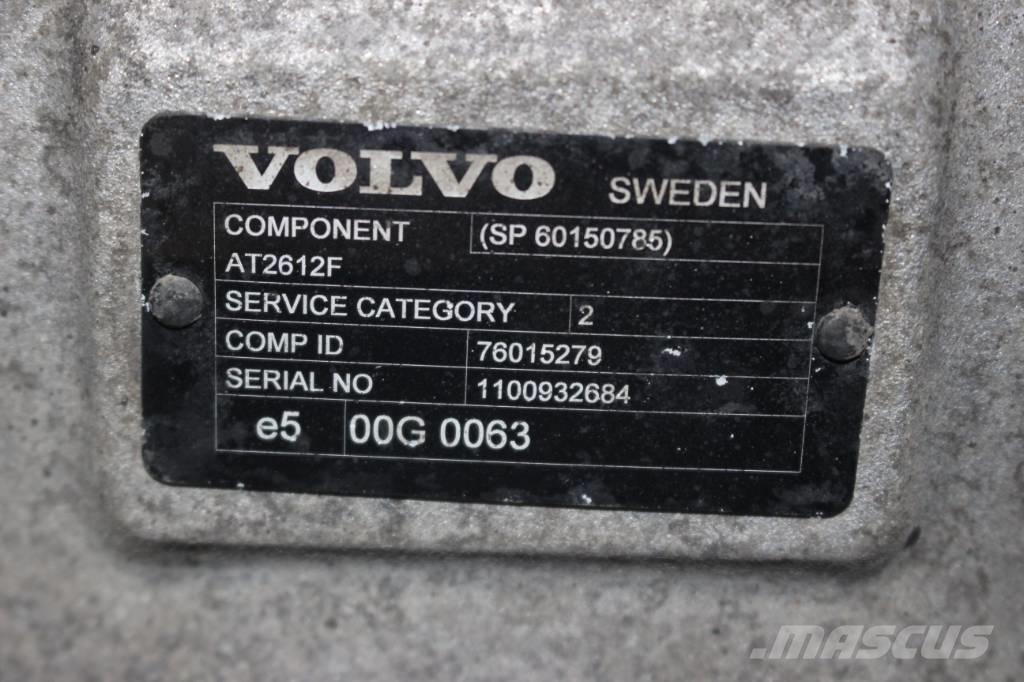 VOLVO SWEDEN
COMPONENT (SP 60150785)
AT2612F
SERVICE CATEGORY 2
COMP ID 76015279
SERIAL NO 1100932684
e5 00G 0063
MASCUS